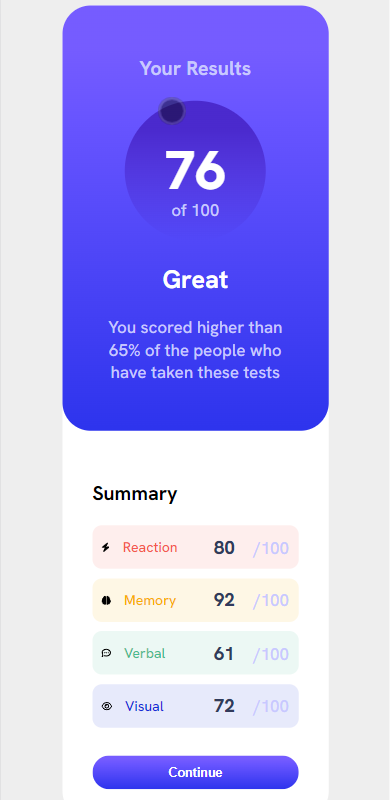 Your Results
76
of 100
Great
You scored higher than
65% of the people who
have taken these tests
Summary
Reaction 80 /100
Memory 92 /100
Verbal 61 /100
Visual 72 /100
Continue